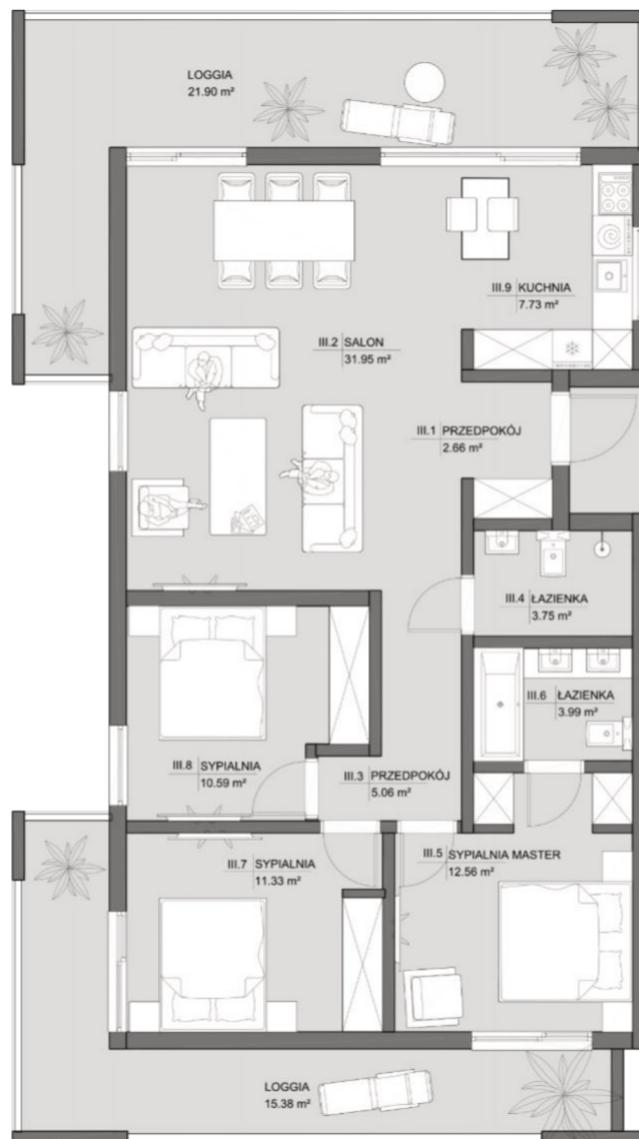 LOGGIA
21.90 m²
III.9 KUCHNIA
7.73 m²
III.2 SALON
31.95 m²
III.1 PRZEDPOKÓJ
2.66 m²
III.4 ŁAZIENKA
3.75 m²
III.6 ŁAZIENKA
3.99 m²
III.8 SYPIALNIA
10.59 m²
III.3 PRZEDPOKÓJ
5.06 m²
III.7 SYPIALNIA
11.33 m²
III.5 SYPIALNIA MASTER
12.56 m²
LOGGIA
15.38 m²